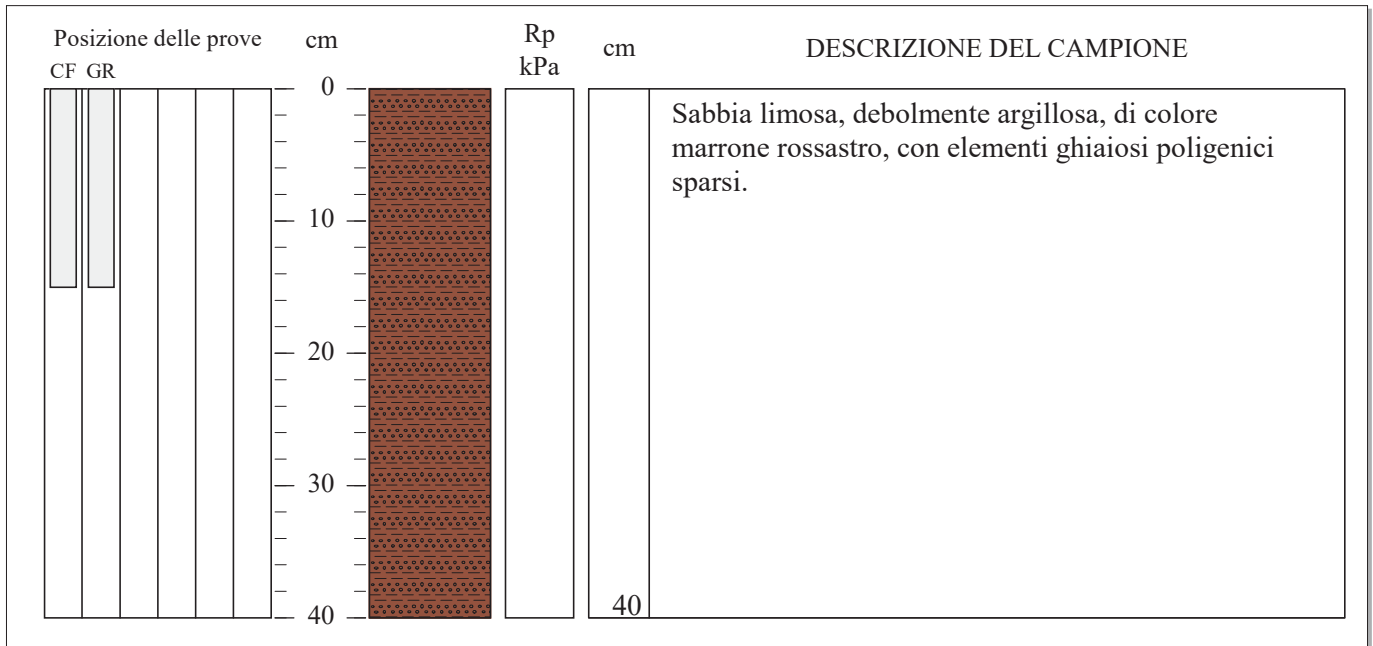 Posizione delle prove
CF GR
cm
Rp
kPa
cm
DESCRIZIONE DEL CAMPIONE
0
10
20
30
40
40
Sabbia limosa, debolmente argillosa, di colore
marrone rossastro, con elementi ghiaiosi poligenici
sparsi.